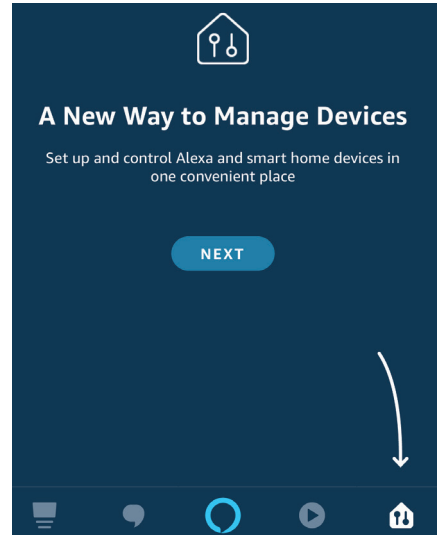 A New Way to Manage Devices
Set up and control Alexa and smart home devices in
one convenient place
NEXT